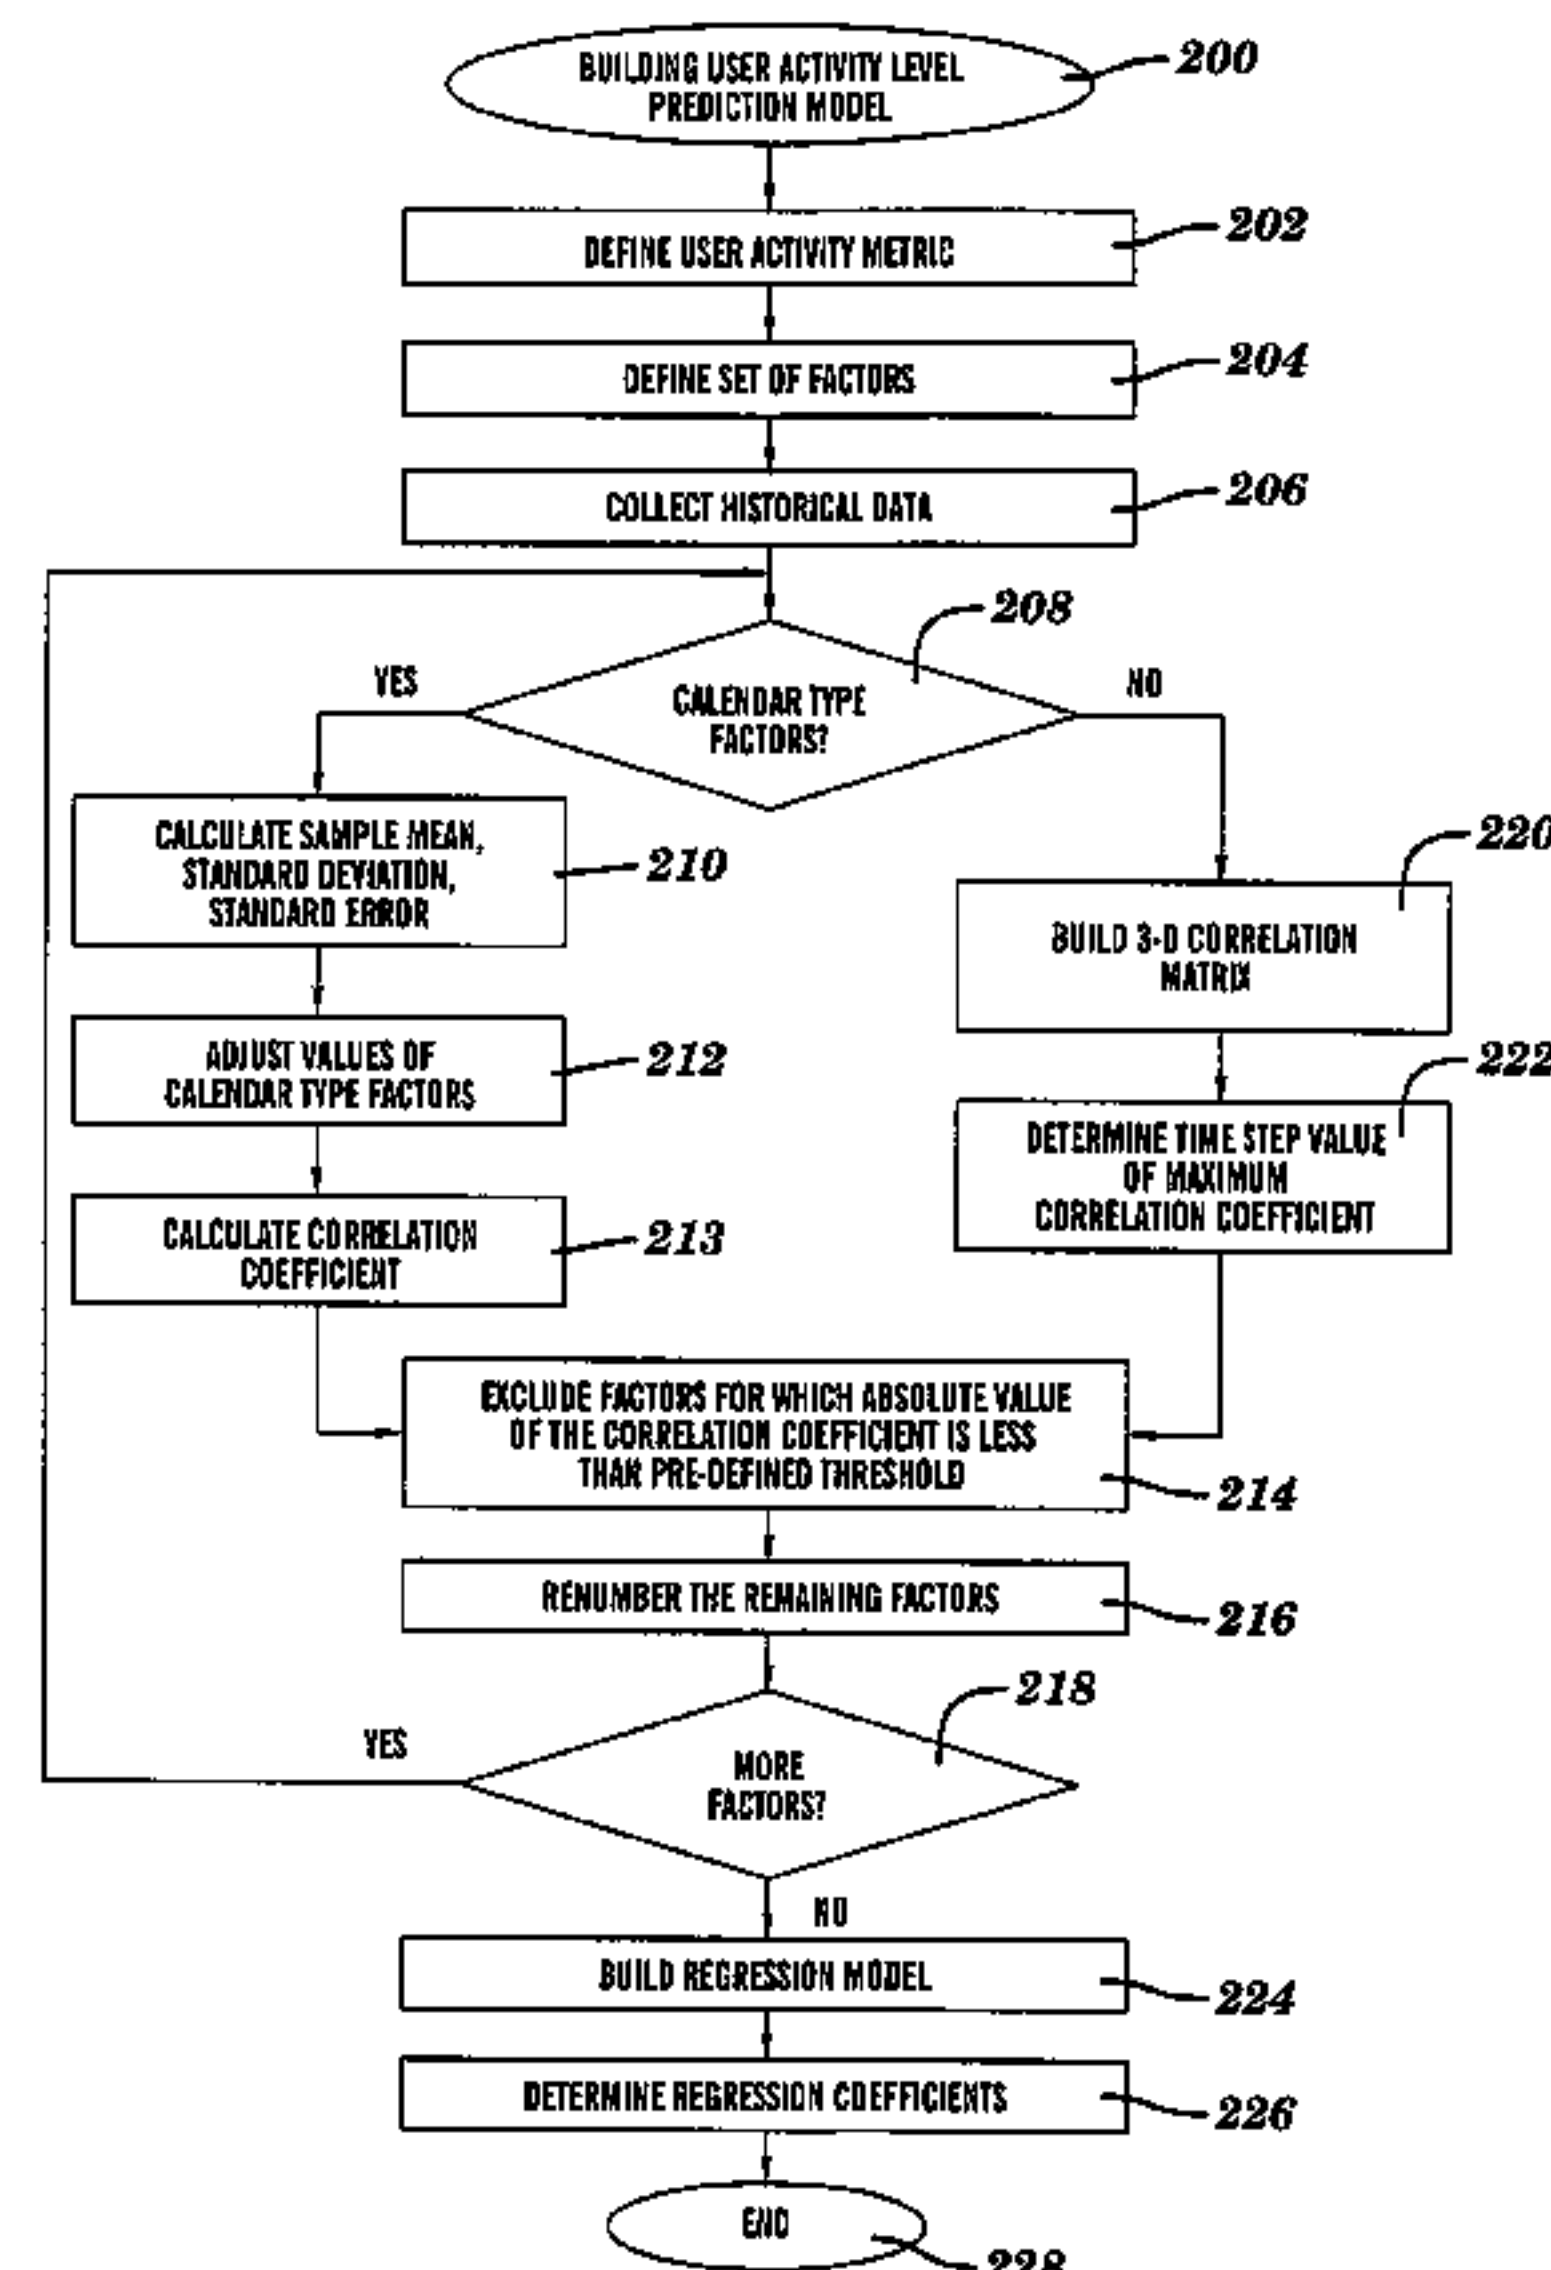 BUILDING USER ACTIVITY LEVEL
PREDICTION MODEL
200
DEFINE USER ACTIVITY METRIC
202
DEFINE SET OF FACTORS
204
COLLECT HISTORICAL DATA
206
208
YES
NO
CALENDAR TYPE
FACTORS?
CALCULATE SAMPLE MEAN,
STANDARD DEVIATION,
STANDARD ERROR
210
220
BUILD 3-D CORRELATION
MATRIX
ADJUST VALUES OF
CALENDAR TYPE FACTORS
212
222
DETERMINE TIME STEP VALUE
OF MAXIMUM
CORRELATION COEFFICIENT
CALCULATE CORRELATION
COEFFICIENT
213
EXCLUDE FACTORS FOR WHICH ABSOLUTE VALUE
OF THE CORRELATION COEFFICIENT IS LESS
THAN PRE-DEFINED THRESHOLD
214
RENUMBER THE REMAINING FACTORS
216
218
YES
MORE
FACTORS?
NO
BUILD REGRESSION MODEL
224
DETERMINE REGRESSION COEFFICIENTS
226
END
228